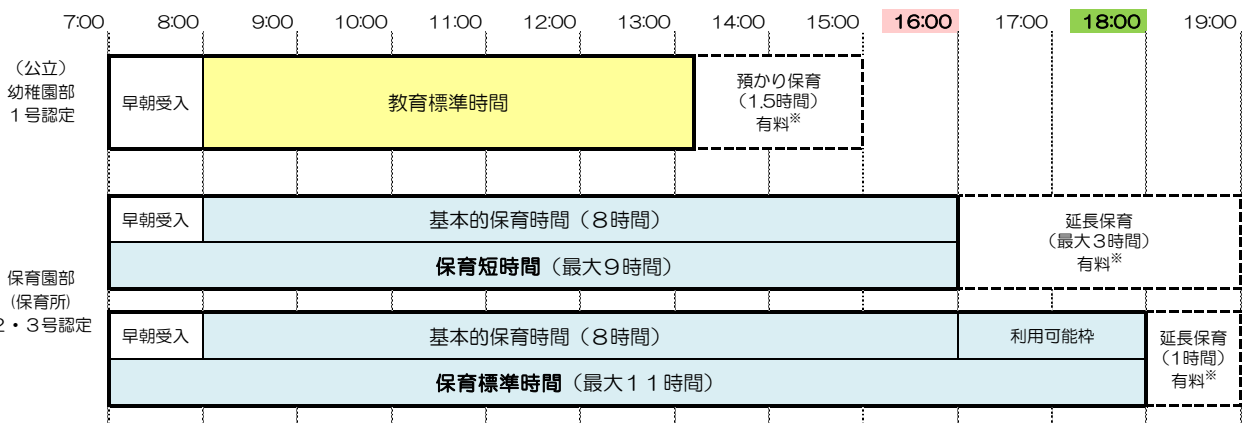 7:00 8:00 9:00 10:00 11:00 12:00 13:00 14:00 15:00 16:00 17:00 18:00 19:00
（公立）
幼稚園部
１号認定
早朝受入
教育標準時間
預かり保育
（1.5時間）
有料※
保育園部
（保育所）
２・３号認定
早朝受入
基本的保育時間（８時間）
保育短時間（最大９時間）
延長保育
（最大３時間）
有料※
早朝受入
基本的保育時間（８時間）
利用可能枠
保育標準時間（最大１１時間）
延長保育
（1時間）
有料※